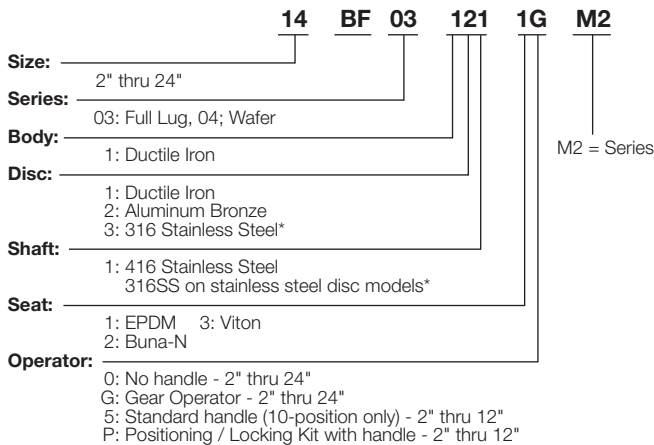 14 BF 03 121 1G M2
Size:
2" thru 24"
Series:
03: Full Lug, 04; Wafer
Body:
1: Ductile Iron
M2 = Series
Disc:
1: Ductile Iron
2: Aluminum Bronze
3: 316 Stainless Steel*
Shaft:
1: 416 Stainless Steel
316SS on stainless steel disc models*
Seat:
1: EPDM 3: Viton
2: Buna-N
Operator:
0: No handle - 2" thru 24"
G: Gear Operator - 2" thru 24"
5: Standard handle (10-position only) - 2" thru 12"
P: Positioning / Locking Kit with handle - 2" thru 12"